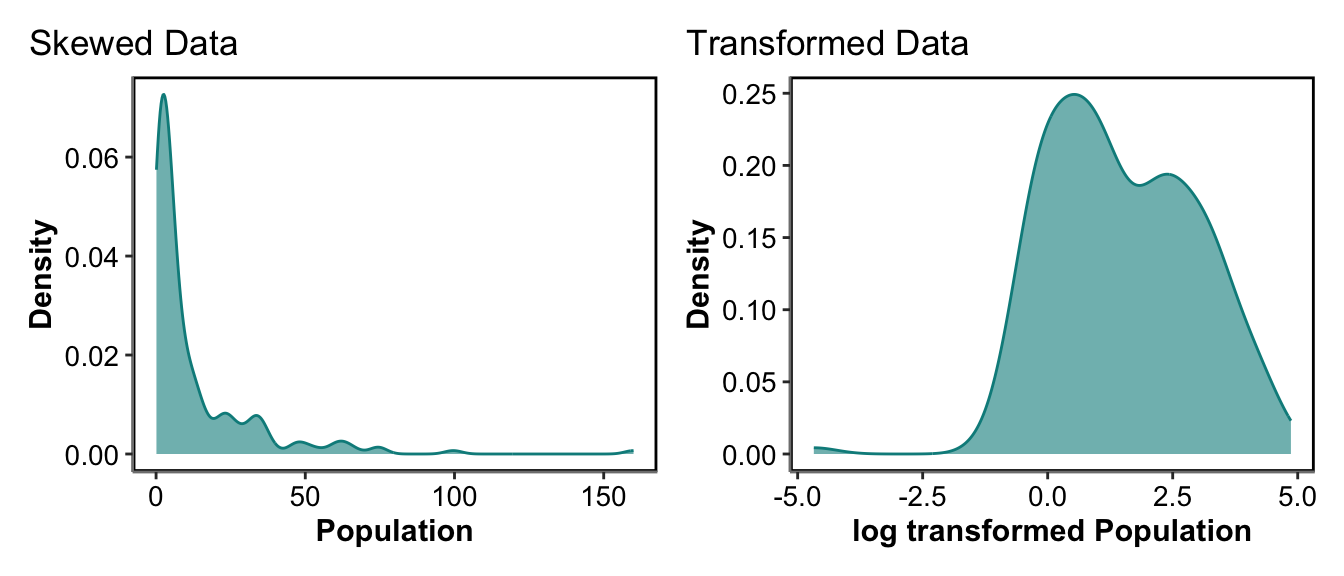 Skewed Data
Density
0.06
0.04
0.02
0.00
0 50 100 150
Population
Transformed Data
Density
0.25
0.20
0.15
0.10
0.05
0.00
-5.0 -2.5 0.0 2.5 5.0
log transformed Population